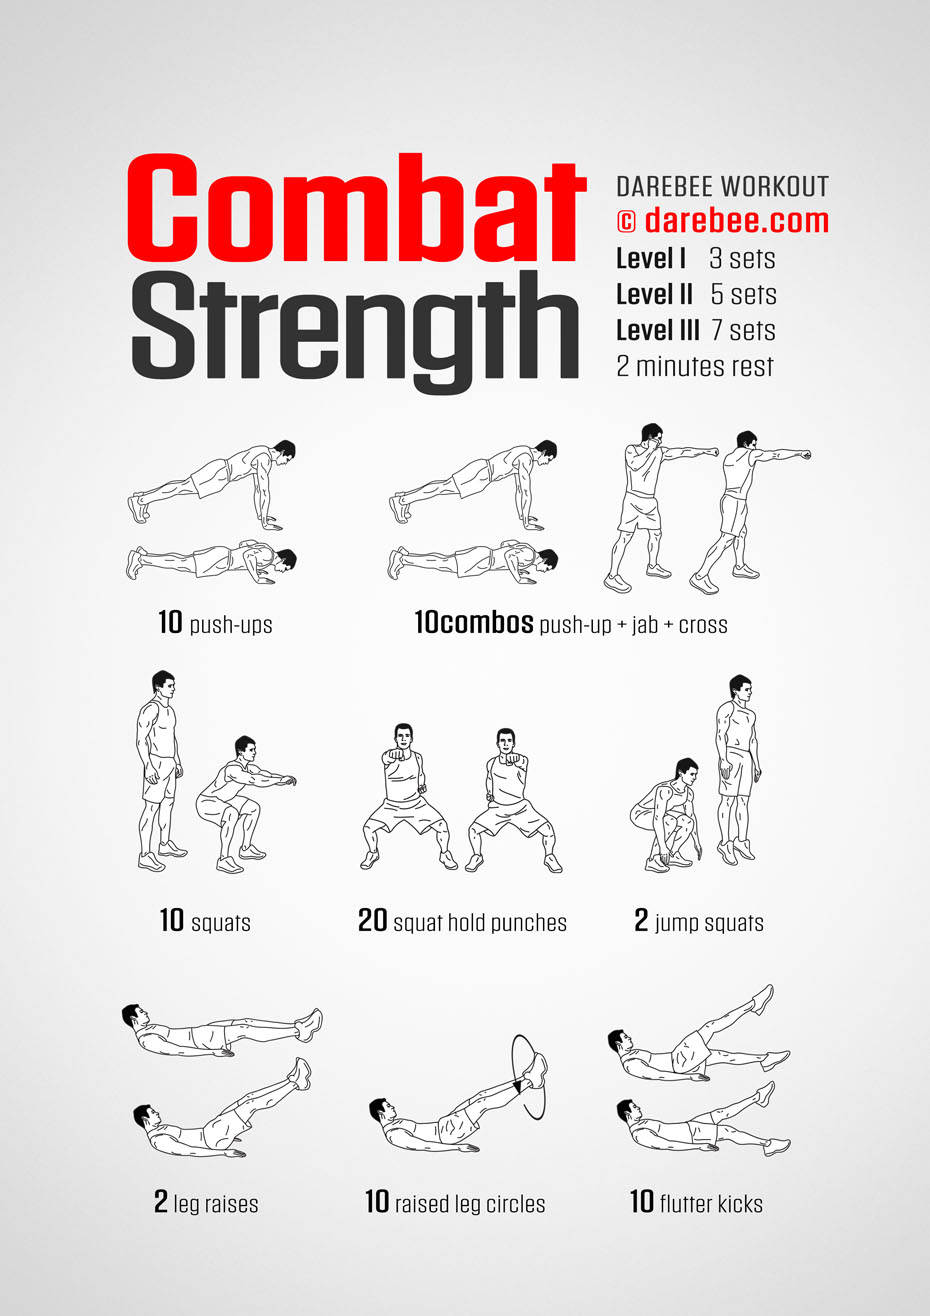 Combat
Strength
DAREBEE WORKOUT
© darebee.com
Level I 3 sets
Level II 5 sets
Level III 7 sets
2 minutes rest
10 push-ups
10combos push-up + jab + cross
10 squats
20 squat hold punches
2 jump squats
2 leg raises
10 raised leg circles
10 flutter kicks